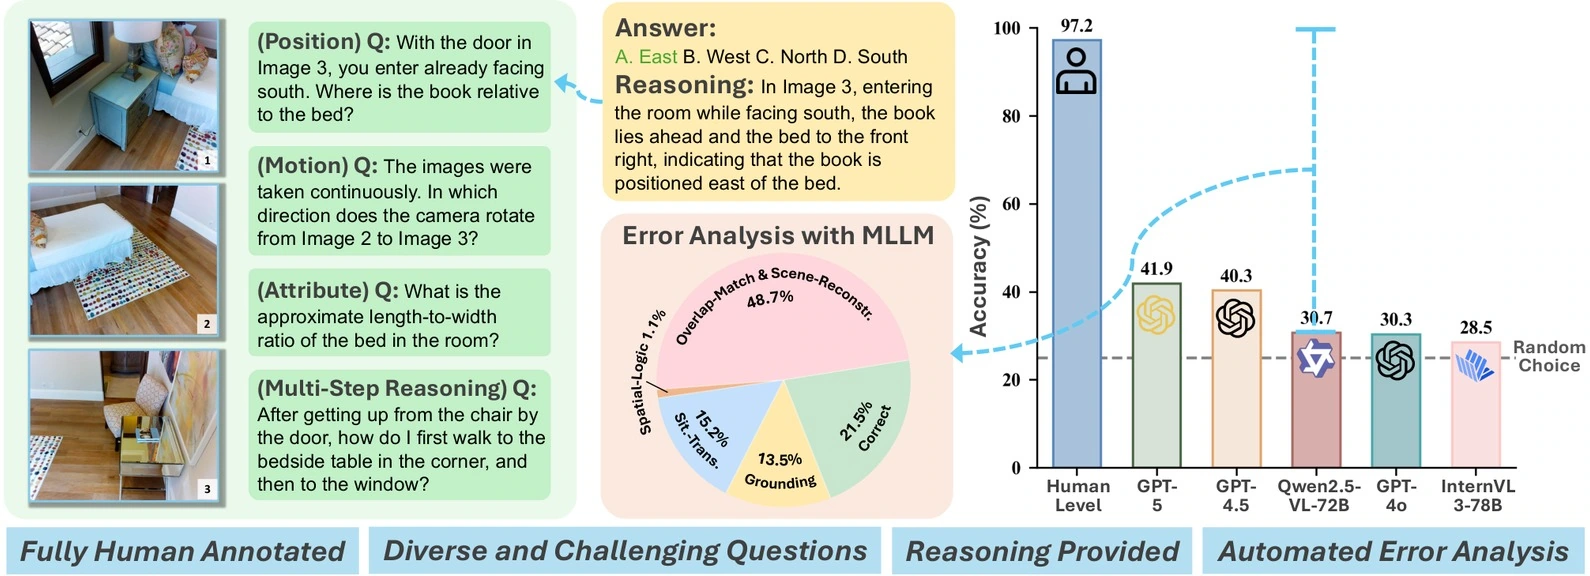 1
2
3
(Position) Q: With the door in
Image 3, you enter already facing
south. Where is the book relative
to the bed?
(Motion) Q: The images were
taken continuously. In which
direction does the camera rotate
from Image 2 to Image 3?
(Attribute) Q: What is the
approximate length-to-width
ratio of the bed in the room?
(Multi-Step Reasoning) Q:
After getting up from the chair by
the door, how do I first walk to the
bedside table in the corner, and
then to the window?
Answer:
A. East B. West C. North D. South
Reasoning: In Image 3, entering
the room while facing south, the book
lies ahead and the bed to the front
right, indicating that the book is
positioned east of the bed.
Error Analysis with MLLM
Overlap-Match & Scene-Reconstr.
48.7%
Spatial-Logic 1.1%
15.2%
Sit.-Trans.
13.5%
Grounding
21.5%
Correct
Accuracy (%)
100
80
60
40
20
0
97.2
41.9
40.3
30.7
30.3
28.5
Random
Choice
Human
Level
GPT-
5
GPT-
4.5
Qwen2.5-
VL-72B
GPT-
4o
InternVL
3-78B
Fully Human Annotated
Diverse and Challenging Questions
Reasoning Provided
Automated Error Analysis